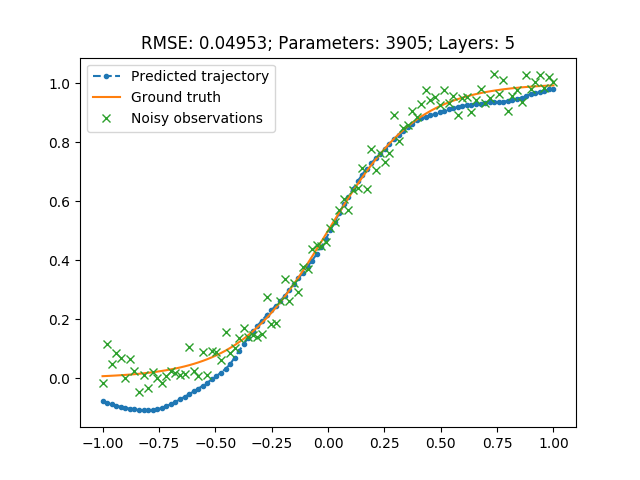 RMSE: 0.04953; Parameters: 3905; Layers: 5
Predicted trajectory
Ground truth
Noisy observations
1.0
0.8
0.6
0.4
0.2
0.0
−1.00 −0.75 −0.50 −0.25 0.00 0.25 0.50 0.75 1.00